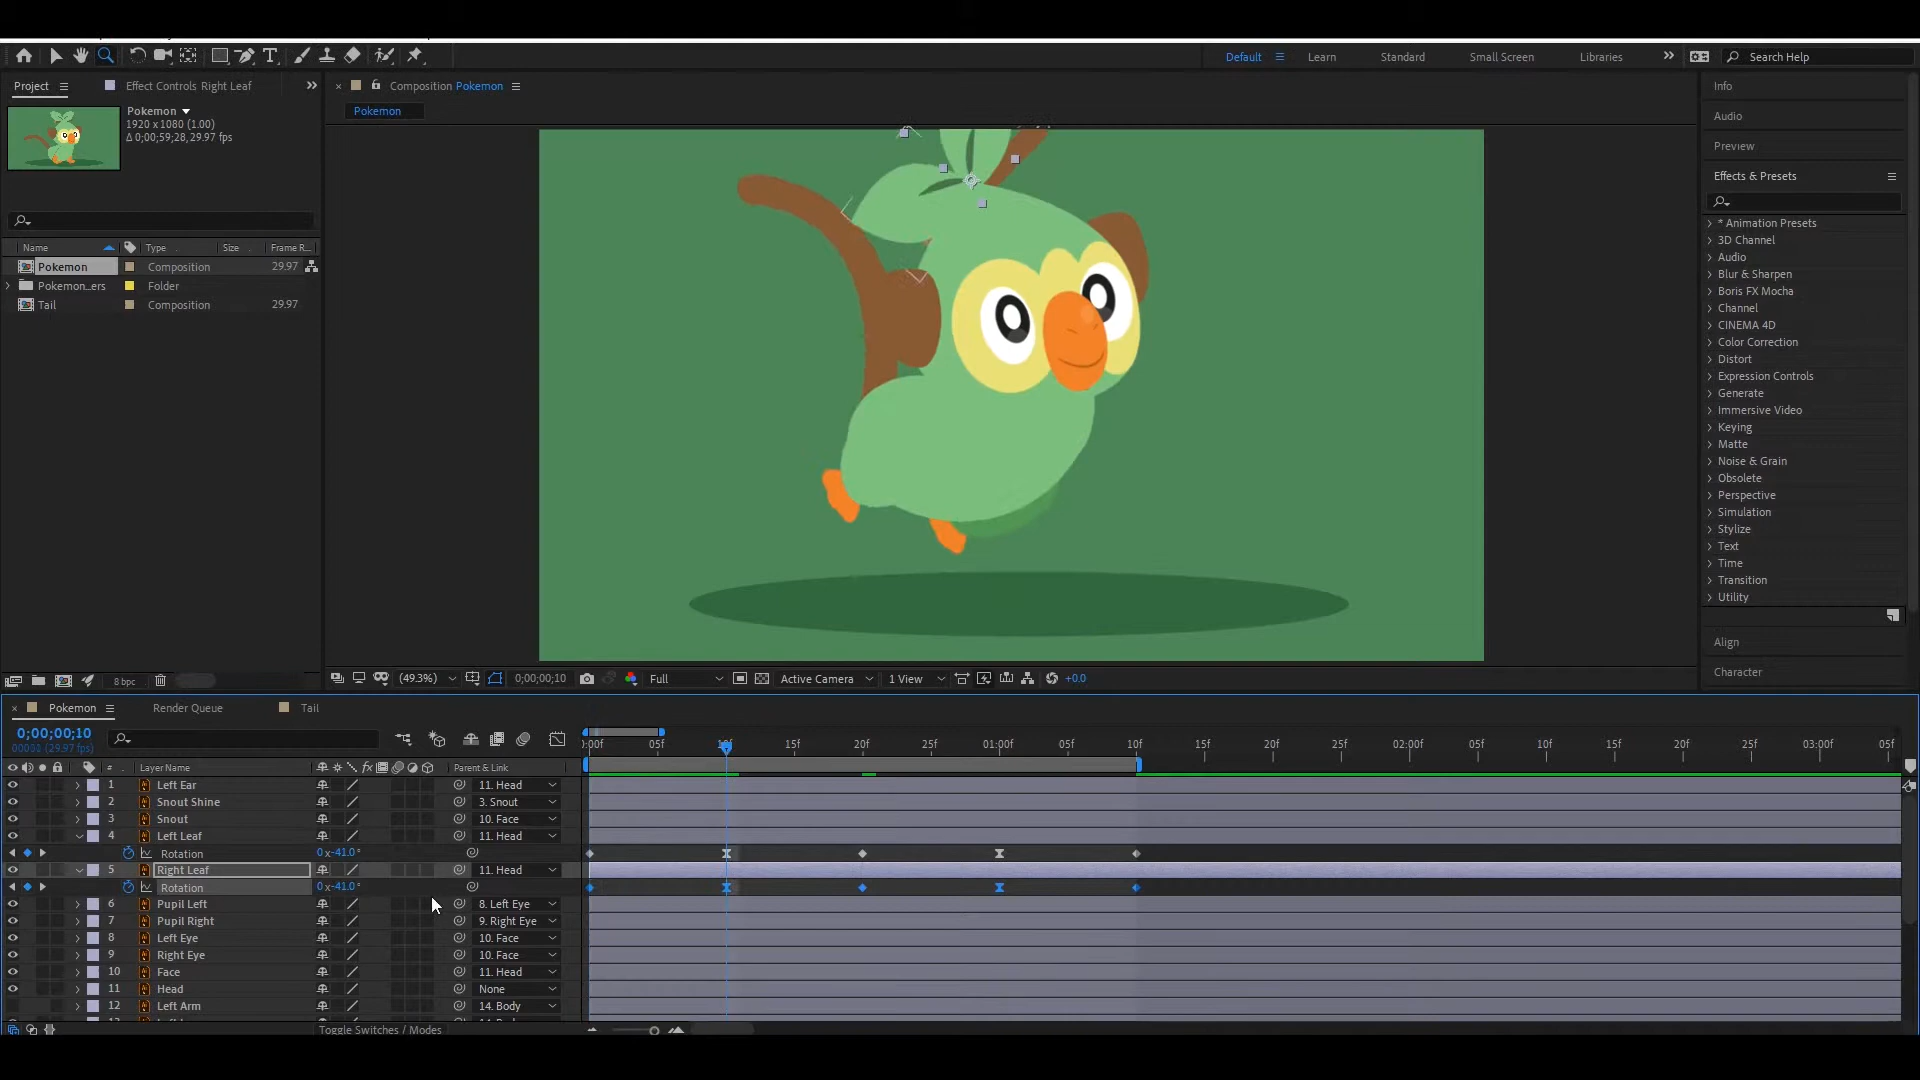 Default
Learn
Standard
Small Screen
Libraries
Search Help
Project
Effect Controls Right Leaf
Composition Pokemon
Pokemon
Pokemon
1920 x 1080 (1.00)
Δ 0;00;59;28, 29.97 fps
Name Type Size Frame R...
Pokemon Composition 29.97
Pokemon...ers Folder
Tail Composition 29.97
8 bpc
(49.3%) 0;00;00;10 Full Active Camera 1 View +0.0
Info
Audio
Preview
Effects & Presets
* Animation Presets
3D Channel
Audio
Blur & Sharpen
Boris FX Mocha
Channel
CINEMA 4D
Color Correction
Distort
Expression Controls
Generate
Immersive Video
Keying
Matte
Noise & Grain
Obsolete
Perspective
Simulation
Stylize
Text
Time
Transition
Utility
Align
Character
Pokemon Render Queue Tail
0;00;00;10
(29.97 fps)
):00f 05f 10f 15f 20f 25f 01:00f 05f 10f 15f 20f 25f 02:00f 05f 10f 15f 20f 25f 03:00f 05f
# Layer Name fx Parent & Link
1 Left Ear 11. Head
2 Snout Shine 3. Snout
3 Snout 10. Face
4 Left Leaf 11. Head
Rotation 0 x-41.0°
5 Right Leaf 11. Head
Rotation 0 x-41.0°
6 Pupil Left 8. Left Eye
7 Pupil Right 9. Right Eye
8 Left Eye 10. Face
9 Right Eye 10. Face
10 Face 11. Head
11 Head None
12 Left Arm 14. Body
Toggle Switches / Modes